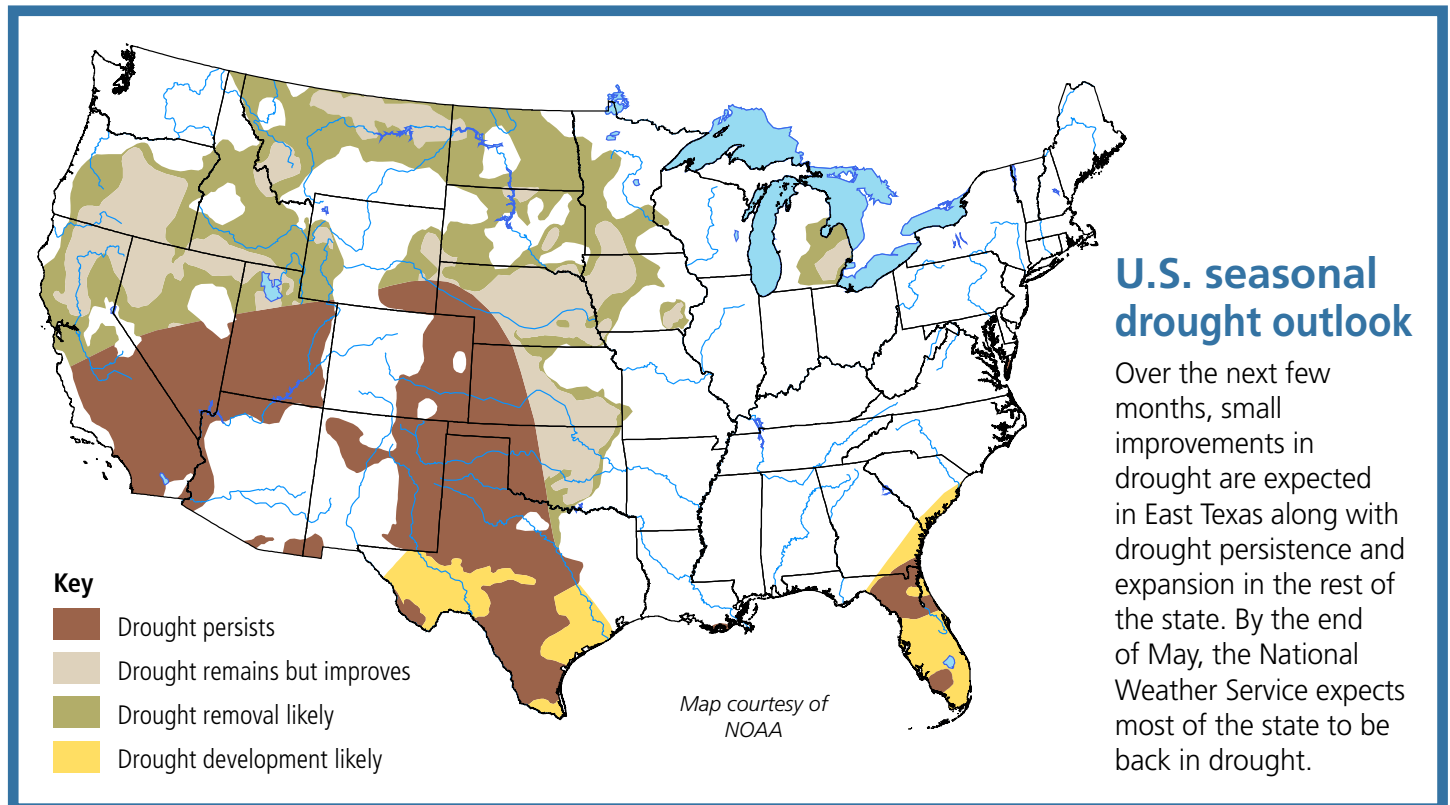 U.S. seasonal
drought outlook
Over the next few
months, small
improvements in
drought are expected
in East Texas along with
drought persistence and
expansion in the rest of
the state. By the end
of May, the National
Weather Service expects
most of the state to be
back in drought.
Key
Drought persists
Drought remains but improves
Drought removal likely
Drought development likely
Map courtesy of
NOAA